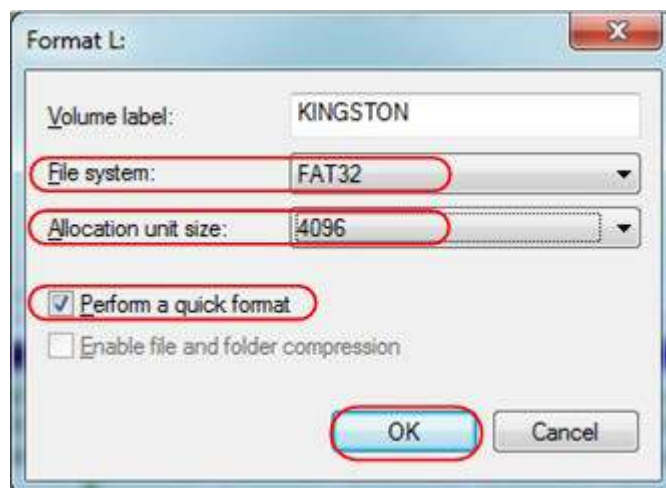 Format L:
Volume label: KINGSTON
File system: FAT32
Allocation unit size: 4096
Perform a quick format
Enable file and folder compression
OK Cancel